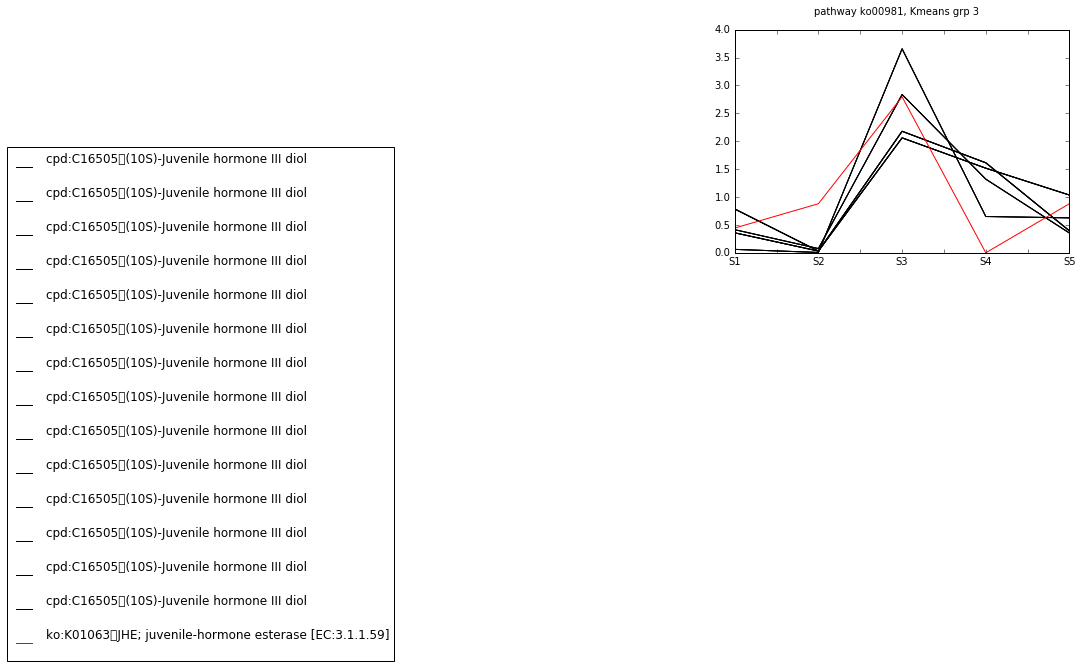 pathway ko00981, Kmeans grp 3
4.0
3.5
3.0
2.5
2.0
1.5
1.0
0.5
0.0
S1 S2 S3 S4 S5
cpd:C16505▯(10S)-Juvenile hormone III diol
cpd:C16505▯(10S)-Juvenile hormone III diol
cpd:C16505▯(10S)-Juvenile hormone III diol
cpd:C16505▯(10S)-Juvenile hormone III diol
cpd:C16505▯(10S)-Juvenile hormone III diol
cpd:C16505▯(10S)-Juvenile hormone III diol
cpd:C16505▯(10S)-Juvenile hormone III diol
cpd:C16505▯(10S)-Juvenile hormone III diol
cpd:C16505▯(10S)-Juvenile hormone III diol
cpd:C16505▯(10S)-Juvenile hormone III diol
cpd:C16505▯(10S)-Juvenile hormone III diol
cpd:C16505▯(10S)-Juvenile hormone III diol
cpd:C16505▯(10S)-Juvenile hormone III diol
cpd:C16505▯(10S)-Juvenile hormone III diol
ko:K01063▯JHE; juvenile-hormone esterase [EC:3.1.1.59]